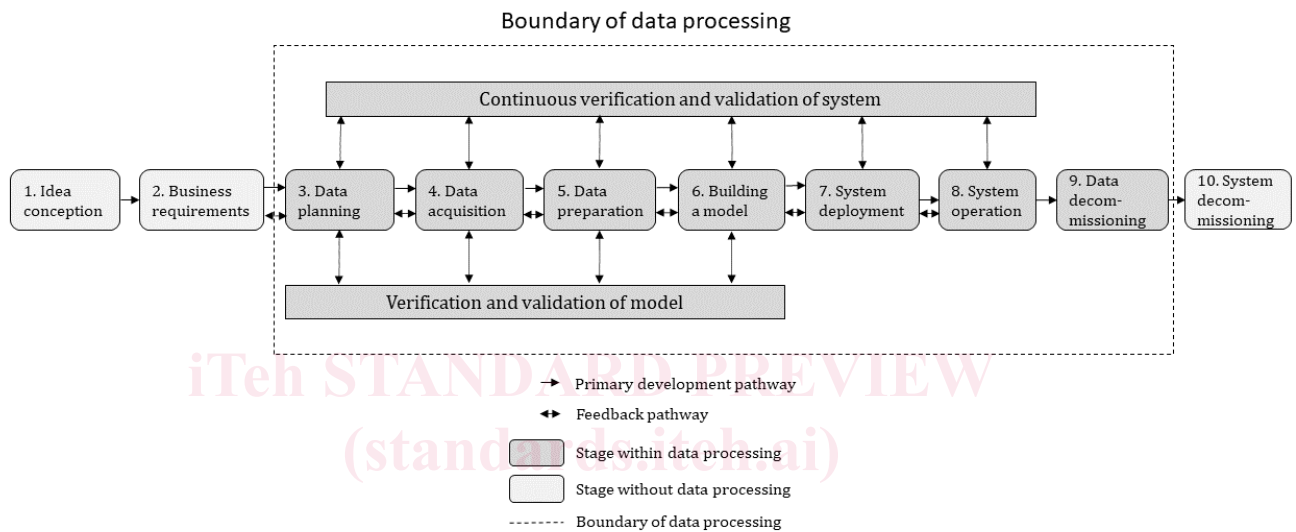 Boundary of data processing
Continuous verification and validation of system
1. Idea
conception
2. Business
requirements
3. Data
planning
4. Data
acquisition
5. Data
preparation
6. Building
a model
7. System
deployment
8. System
operation
9. Data
decom-
missioning
10. System
decom-
missioning
Verification and validation of model
iTeh STANDARD PREVIEW
(standards.iteh.ai)
Primary development pathway
Feedback pathway
Stage within data processing
Stage without data processing
Boundary of data processing